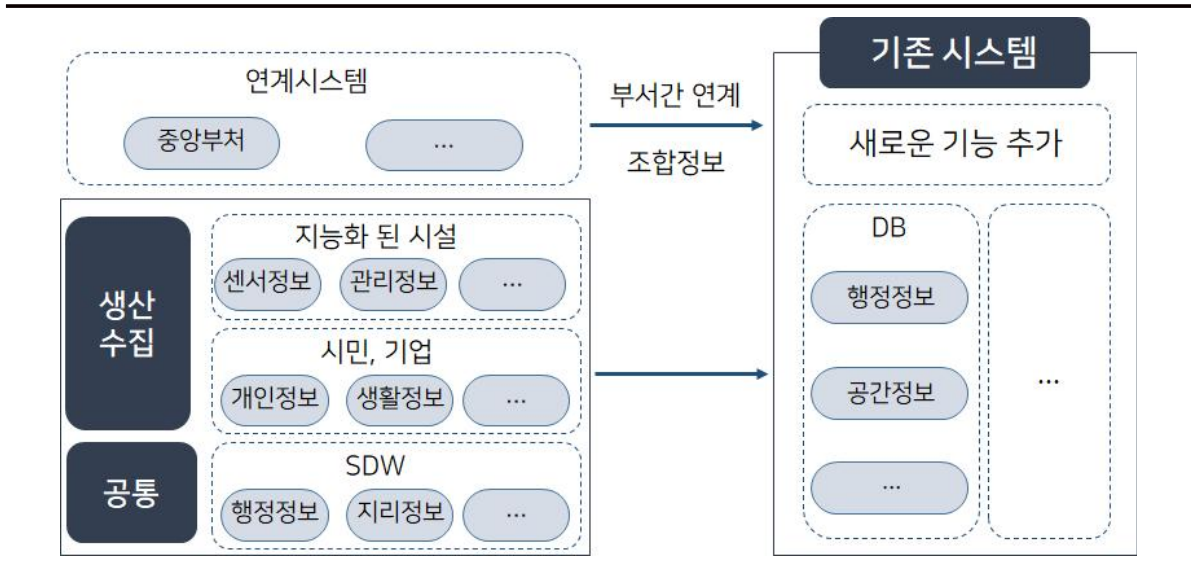 연계시스템
중앙부처
...
부서간 연계
조합정보
생산
수집
지능화 된 시설
센서정보
관리정보
...
시민, 기업
개인정보
생활정보
...
공통
SDW
행정정보
지리정보
...
기존 시스템
새로운 기능 추가
DB
행정정보
공간정보
...
...